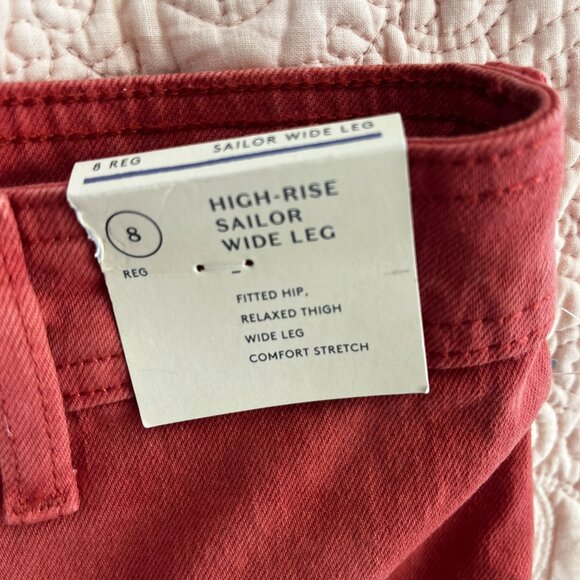 8 REG SAILOR WIDE LEG
8
REG
HIGH-RISE
SAILOR
WIDE LEG
FITTED HIP,
RELAXED THIGH
WIDE LEG
COMFORT STRETCH